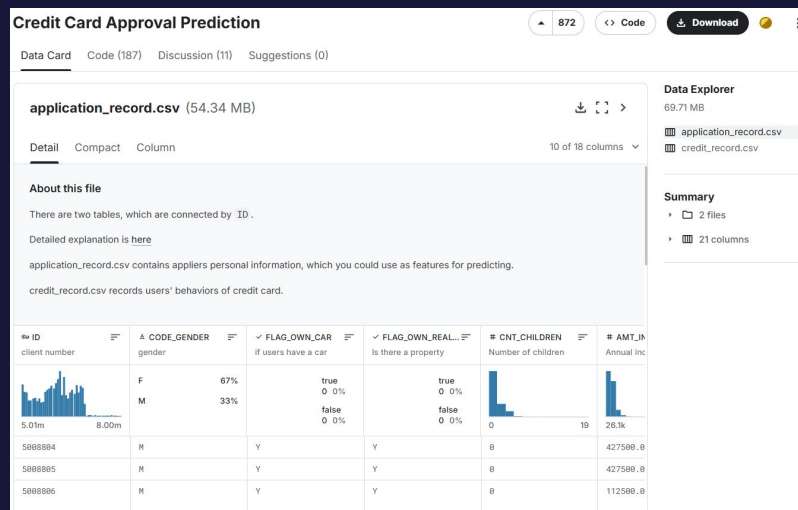 Credit Card Approval Prediction
872
<> Code
Download
Data Card Code (187) Discussion (11) Suggestions (0)
application_record.csv (54.34 MB)
Detail Compact Column
10 of 18 columns
About this file
There are two tables, which are connected by ID.
Detailed explanation is here
application_record.csv contains appliers personal information, which you could use as features for predicting.
credit_record.csv records users' behaviors of credit card.
ID CODE_GENDER FLAG_OWN_CAR FLAG_OWN_REAL... # CNT_CHILDREN # AMT_IN
client number gender if users have a car Is there a property Number of children Annual inc
F 67% true true
0 0% 0 0%
M 33%
false false
0 0% 0 0%
5.01m 8.00m 0 19 26.1k
5008804 M Y Y 0 427500.0
5008805 M Y Y 0 427500.0
5008806 M Y Y 0 112500.0
Data Explorer
69.71 MB
application_record.csv
credit_record.csv
Summary
2 files
21 columns